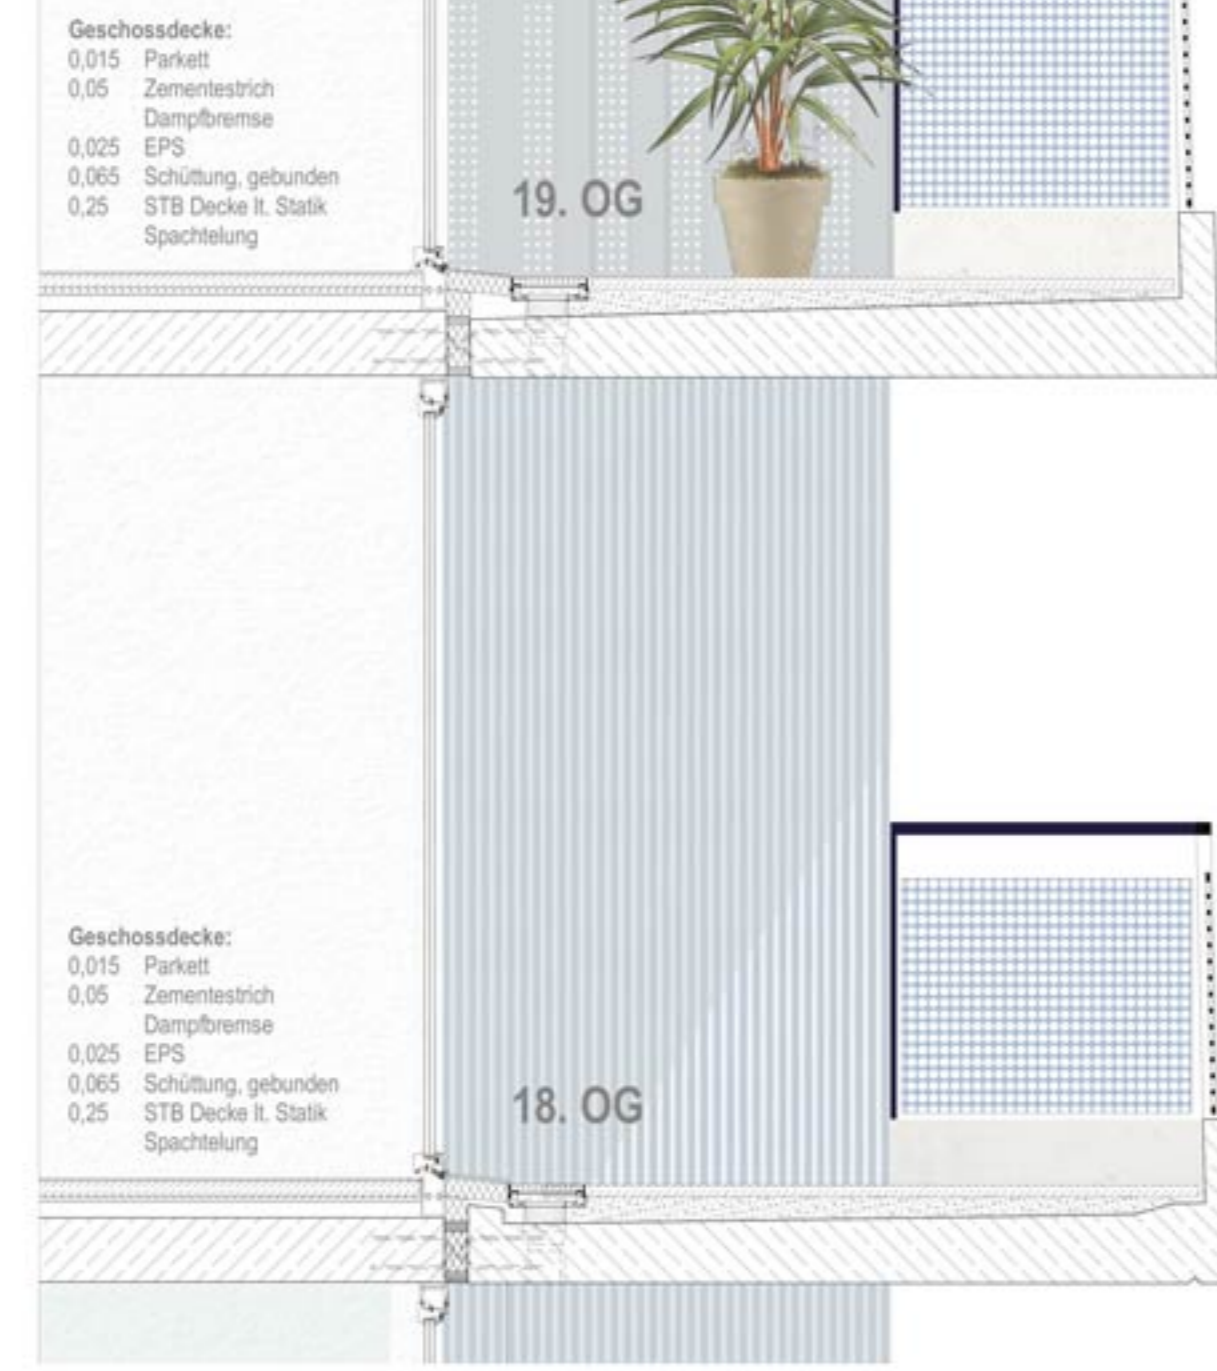 Geschossdecke:
0,015 Parkett
0,05 Zementestrich
Dampfbremse
0,025 EPS
0,065 Schüttung, gebunden
0,25 STB Decke lt. Statik
Spachtelung
19. OG
Geschossdecke:
0,015 Parkett
0,05 Zementestrich
Dampfbremse
0,025 EPS
0,065 Schüttung, gebunden
0,25 STB Decke lt. Statik
Spachtelung
18. OG